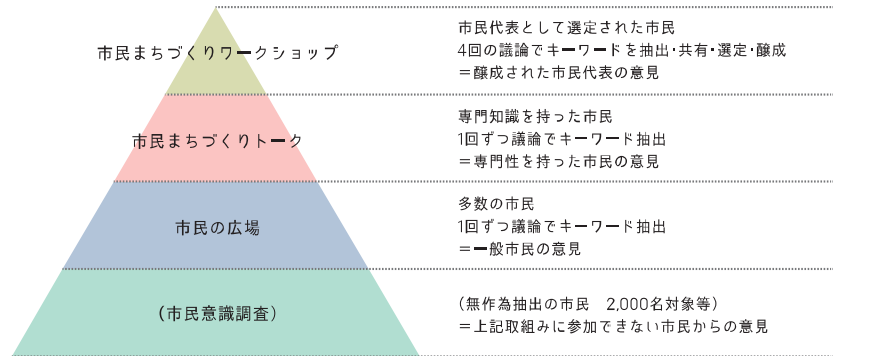 市民まちづくりワークショップ
市民代表として選定された市民
4回の議論でキーワードを抽出・共有・選定・醸成
＝醸成された市民代表の意見
市民まちづくりトーク
専門知識を持った市民
1回ずつ議論でキーワード抽出
＝専門性を持った市民の意見
市民の広場
多数の市民
1回ずつ議論でキーワード抽出
＝一般市民の意見
（市民意識調査）
（無作為抽出の市民　2,000名対象等）
＝上記取組みに参加できない市民からの意見